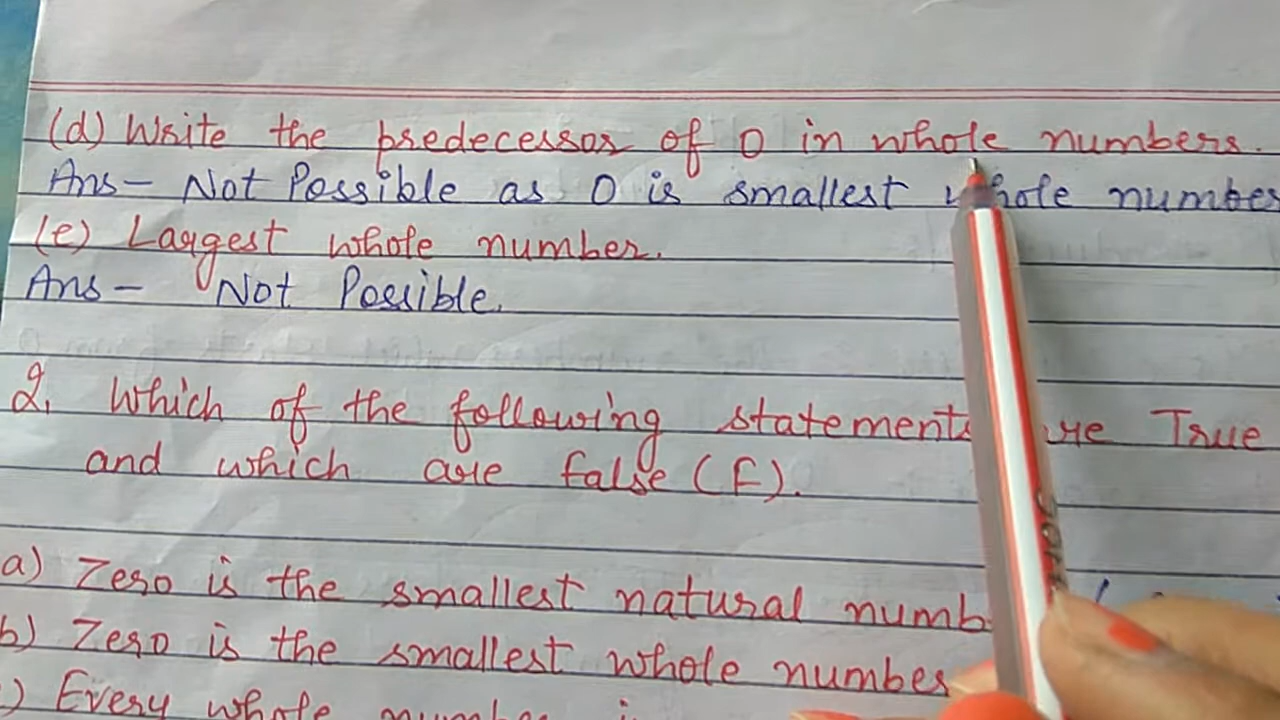 (d) Write the predecessor of 0 in whole numbers.
Ans - Not Possible as 0 is smallest whole number
(e) Largest whole number.
Ans - Not Possible.
2. Which of the following statements are True
and which are false (F).
a) Zero is the smallest natural numb
b) Zero is the smallest whole number
) Every whole number is